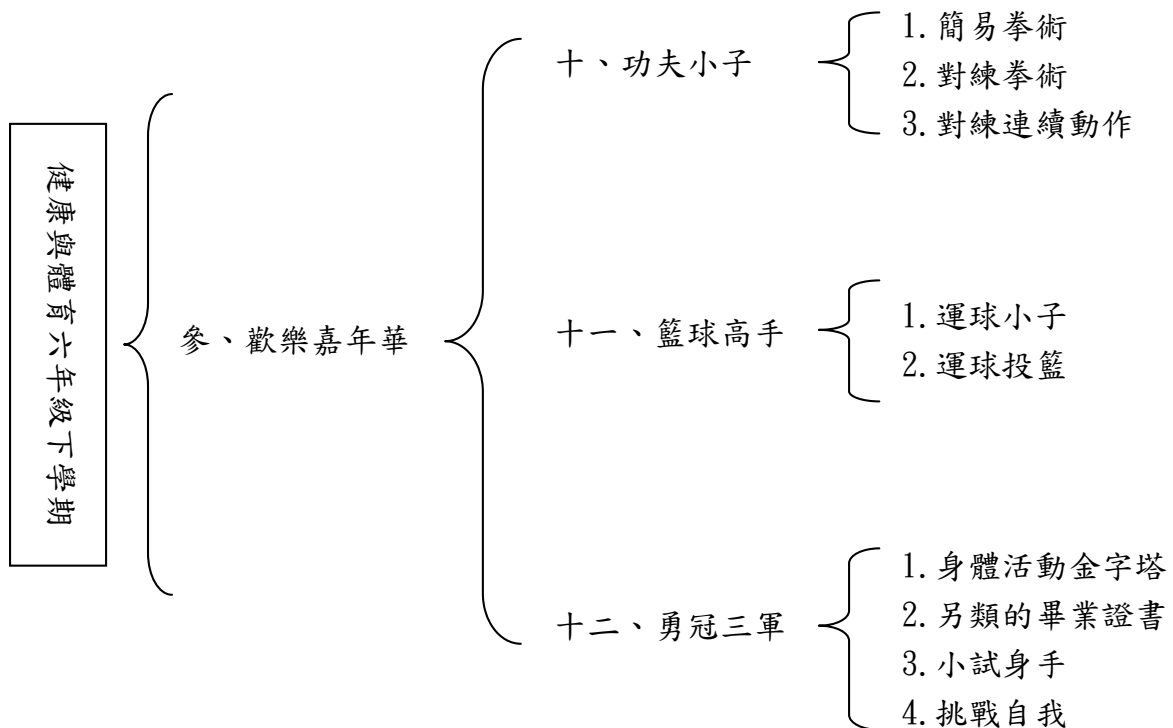 健康與體育六年級下學期
參、歡樂嘉年華
十、功夫小子
1.簡易拳術
2.對練拳術
3.對練連續動作
十一、籃球高手
1.運球小子
2.運球投籃
十二、勇冠三軍
1.身體活動金字塔
2.另類的畢業證書
3.小試身手
4.挑戰自我